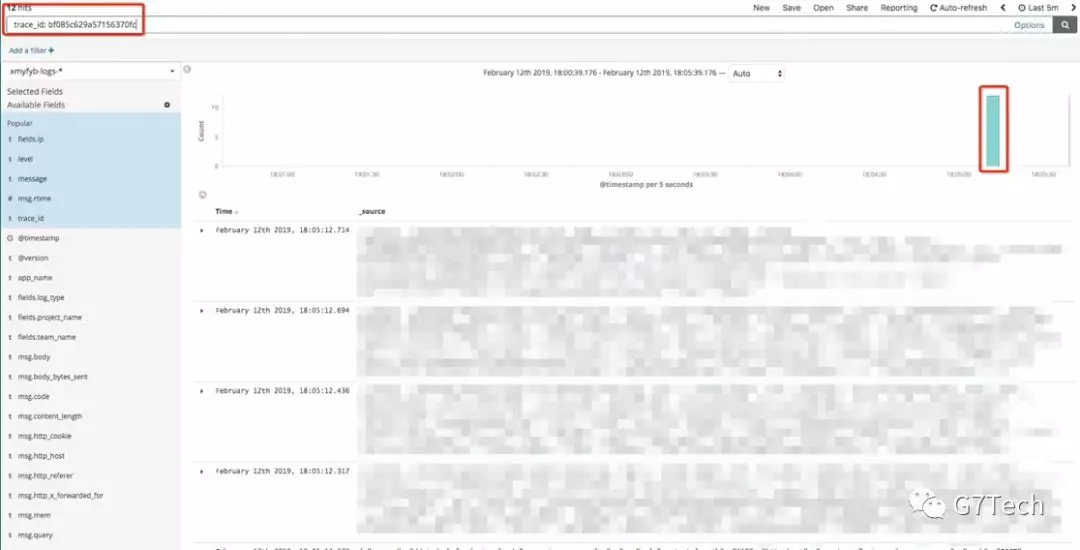 12 hits
New Save Open Share Reporting Auto-refresh Last 5m
trace_id: bf085c629a57156370fc
Options
Add a filter +
xmyfyb-logs-*
February 12th 2019, 18:00:39.176 - February 12th 2019, 18:05:39.176 —
Auto
Selected Fields
Available Fields
Popular
t fields.ip
t level
t message
# msg.rtime
t trace_id
@timestamp
t @version
t app_name
t fields.log_type
t fields.project_name
t fields.team_name
t msg.body
t msg.body_bytes_sent
t msg.code
t msg.content_length
t msg.http_cookie
t msg.http_host
t msg.http_referer
t msg.http_x_forwarded_for
t msg.mem
t msg.query
Count
10
5
0
18:01:00 18:01:30 18:02:00 18:02:30 18:03:00 18:03:30 18:04:00 18:04:30 18:05:00 18:05:30
@timestamp per 5 seconds
Time _source
February 12th 2019, 18:05:12.714
February 12th 2019, 18:05:12.694
February 12th 2019, 18:05:12.436
February 12th 2019, 18:05:12.317
G7Tech